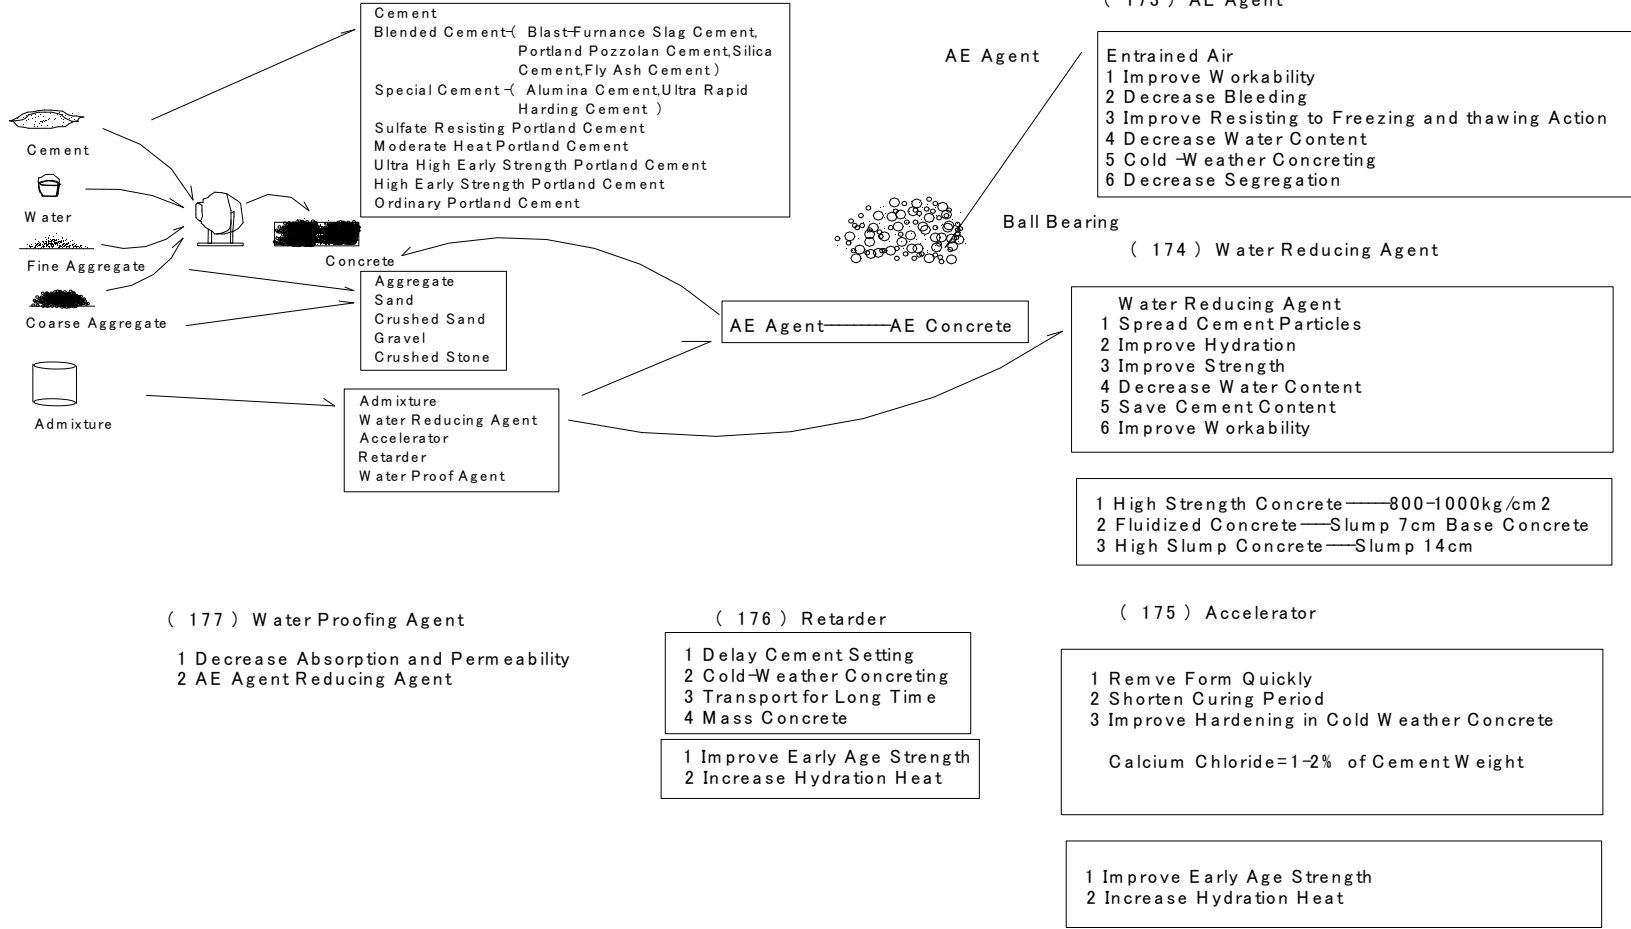 Cement
Blended Cement-( Blast-Furnance Slag Cement,
Portland Pozzolan Cement,Silica
Cement,Fly Ash Cement )
Special Cement -( Alumina Cement,Ultra Rapid
Harding Cement )
Sulfate Resisting Portland Cement
Moderate Heat Portland Cement
Ultra High Early Strength Portland Cement
High Early Strength Portland Cement
Ordinary Portland Cement
Cement
Water
Fine Aggregate
Coarse Aggregate
Admixture
Concrete
Aggregate
Sand
Crushed Sand
Gravel
Crushed Stone
Admixture
Water Reducing Agent
Accelerator
Retarder
Water Proof Agent
AE Agent———AE Concrete
( 173 ) AE Agent
AE Agent
Entrained Air
1 Improve Workability
2 Decrease Bleeding
3 Improve Resisting to Freezing and thawing Action
4 Decrease Water Content
5 Cold -Weather Concreting
6 Decrease Segregation
Ball Bearing
( 174 ) Water Reducing Agent
Water Reducing Agent
1 Spread Cement Particles
2 Improve Hydration
3 Improve Strength
4 Decrease Water Content
5 Save Cement Content
6 Improve Workability
1 High Strength Concrete———800-1000kg/cm2
2 Fluidized Concrete——Slump 7cm Base Concrete
3 High Slump Concrete——Slump 14cm
( 177 ) Water Proofing Agent
1 Decrease Absorption and Permeability
2 AE Agent Reducing Agent
( 176 ) Retarder
1 Delay Cement Setting
2 Cold-Weather Concreting
3 Transport for Long Time
4 Mass Concrete
1 Improve Early Age Strength
2 Increase Hydration Heat
( 175 ) Accelerator
1 Remve Form Quickly
2 Shorten Curing Period
3 Improve Hardening in Cold Weather Concrete
Calcium Chloride=1-2% of Cement Weight
1 Improve Early Age Strength
2 Increase Hydration Heat